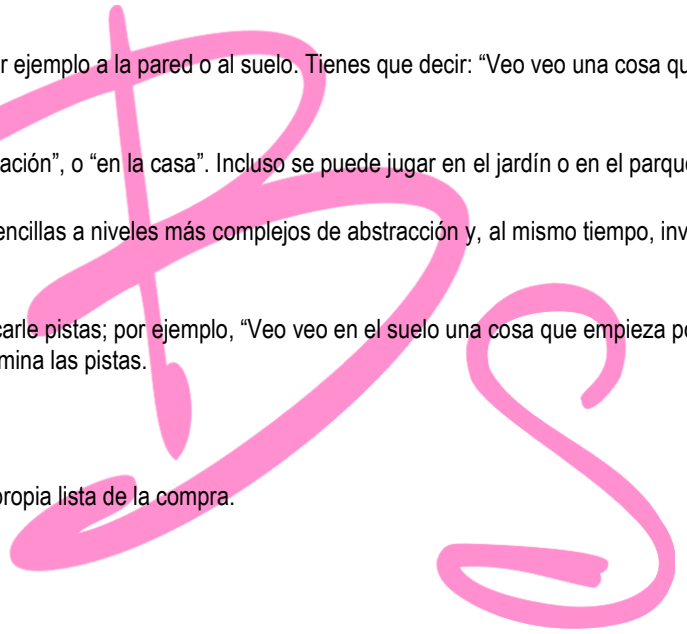 r ejemplo a la pared o al suelo. Tienes que decir: “Veo veo una cosa qu
ación”, o “en la casa”. Incluso se puede jugar en el jardín o en el parqu
encillas a niveles más complejos de abstracción y, al mismo tiempo, inv
carle pistas; por ejemplo, “Veo veo en el suelo una cosa que empieza po
mina las pistas.
propia lista de la compra.
BS